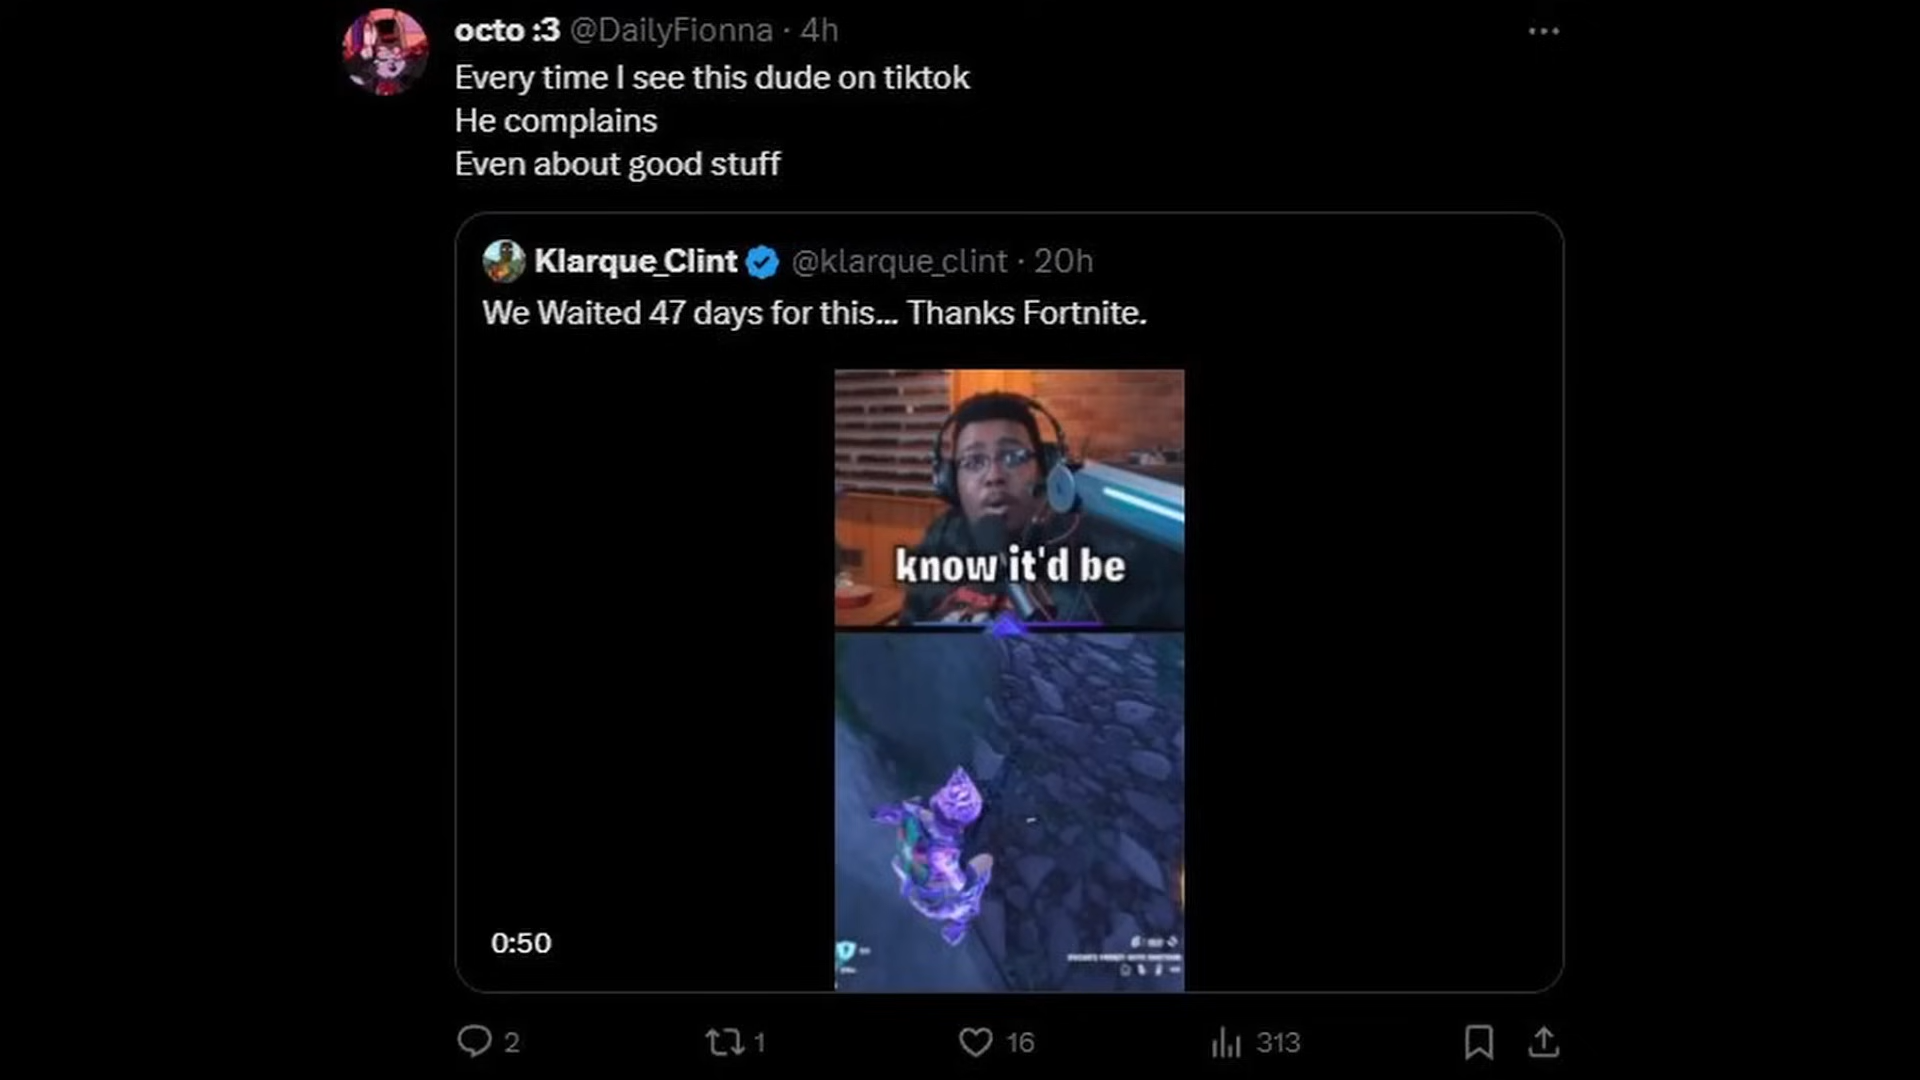 octo :3 @DailyFionna · 4h
Every time I see this dude on tiktok
He complains
Even about good stuff
Klarque_Clint @klarque_clint · 20h
We Waited 47 days for this... Thanks Fortnite.
know it'd be
0:50
2 1 16 313